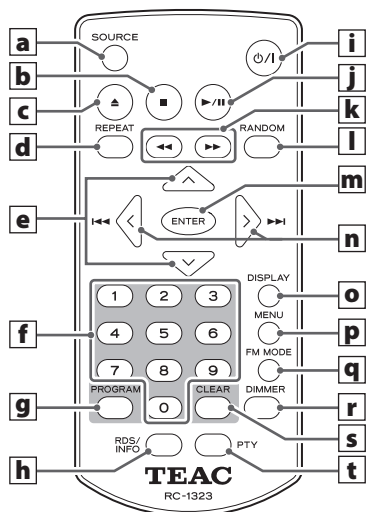 SOURCE
a
⏻/I
i
b
j
c
▲
■
►/II
k
REPEAT
RANDOM
d
◄◄
►►
l
m
e
I◄◄
ENTER
►►I
n
DISPLAY
o
1 2 3
MENU
p
f
4 5 6
FM MODE
q
7 8 9
PROGRAM
CLEAR
DIMMER
g
0
r
s
RDS/
INFO
PTY
h
t
TEAC
RC-1323